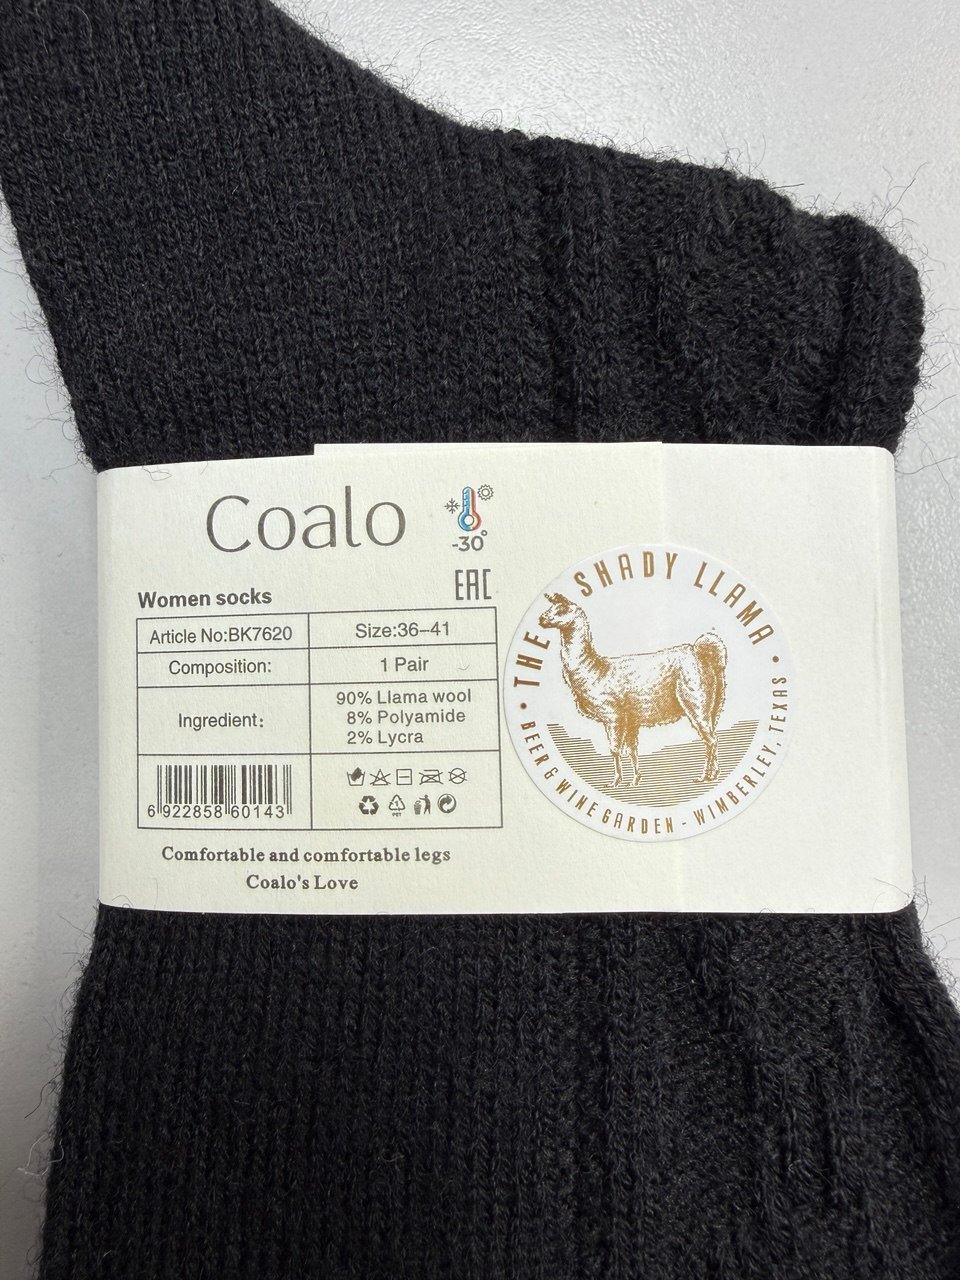 Coalo
-30°
EAC
Women socks
Article No:BK7620
Size:36–41
Composition:
1 Pair
Ingredient:
90% Llama wool
8% Polyamide
2% Lycra
6 922858 60143
PET
Comfortable and comfortable legs
Coalo's Love
• THE SHADY LLAMA •
BEER & WINE GARDEN - WIMBERLEY, TEXAS